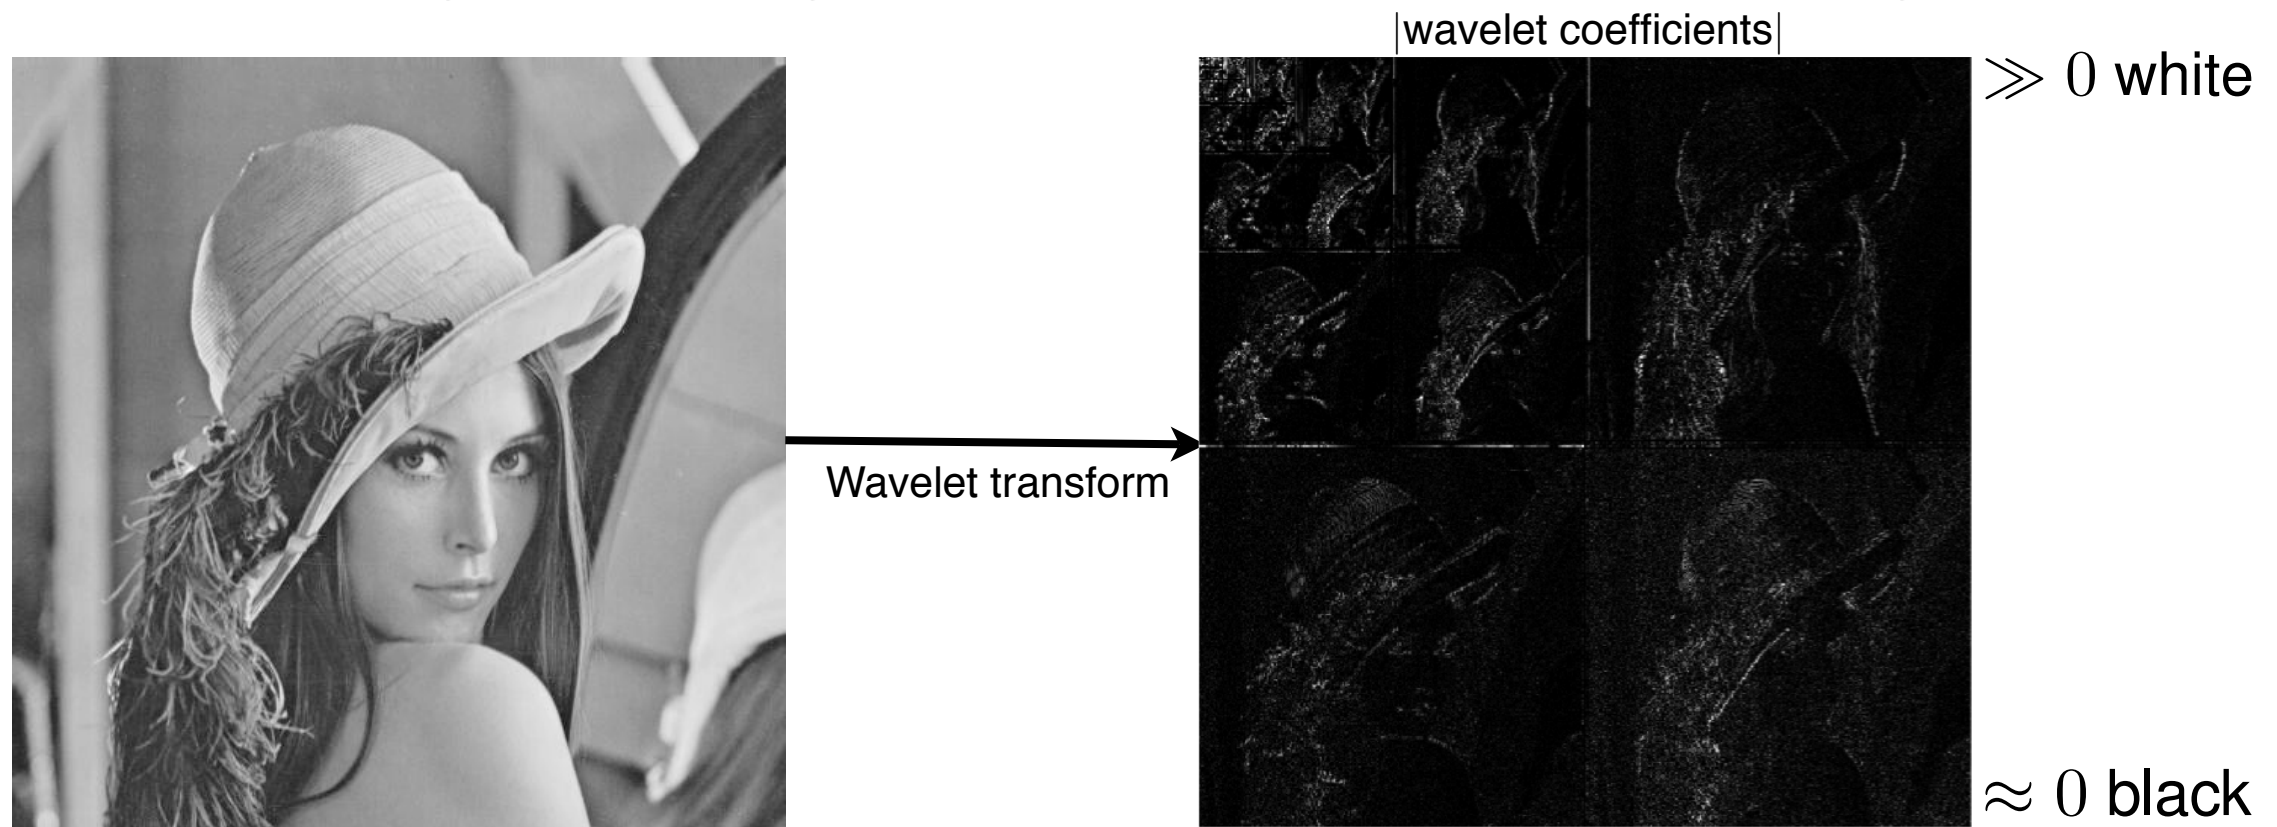 |wavelet coefficients|
≫ 0 white
Wavelet transform
≈ 0 black